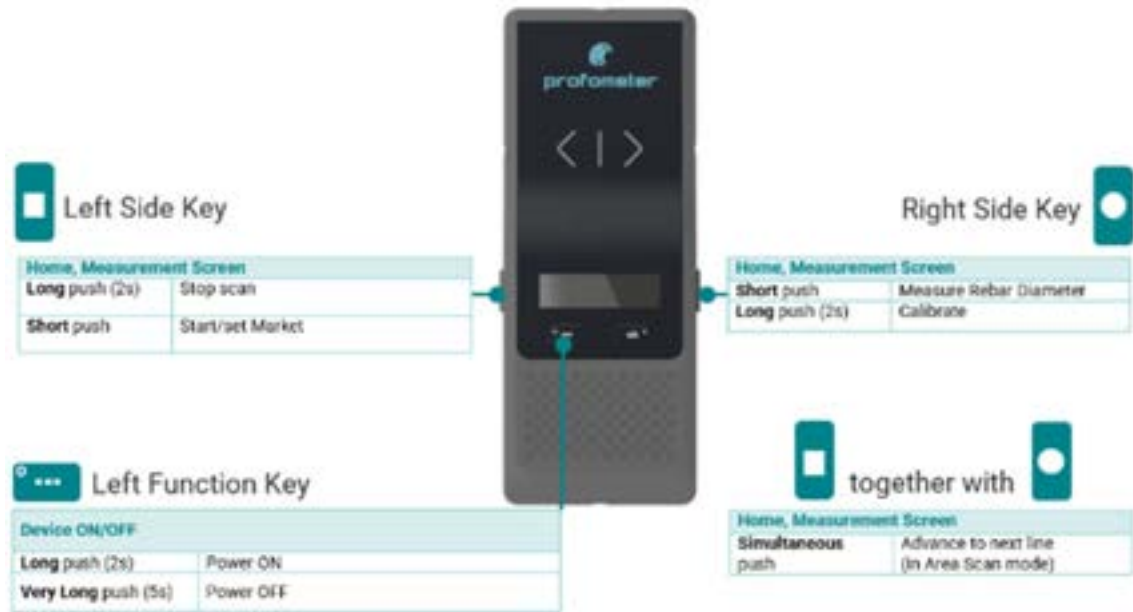 profometer
Left Side Key
Home, Measurement Screen
Long push (2s) Stop scan
Short push Start/set Market
Right Side Key
Home, Measurement Screen
Short push Measure Rebar Diameter
Long push (2s) Calibrate
Left Function Key
Device ON/OFF
Long push (2s) Power ON
Very Long push (5s) Power OFF
together with
Home, Measurement Screen
Simultaneous Advance to next line
push (In Area Scan mode)